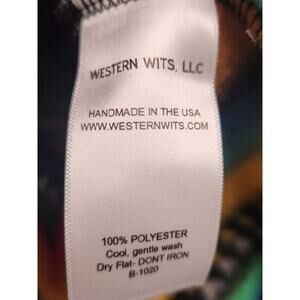 WESTERN WITS, LLC
HANDMADE IN THE USA
WWW.WESTERNWITS.COM
100% POLYESTER
Cool, gentle wash
Dry Flat- DONT IRON
B-1020